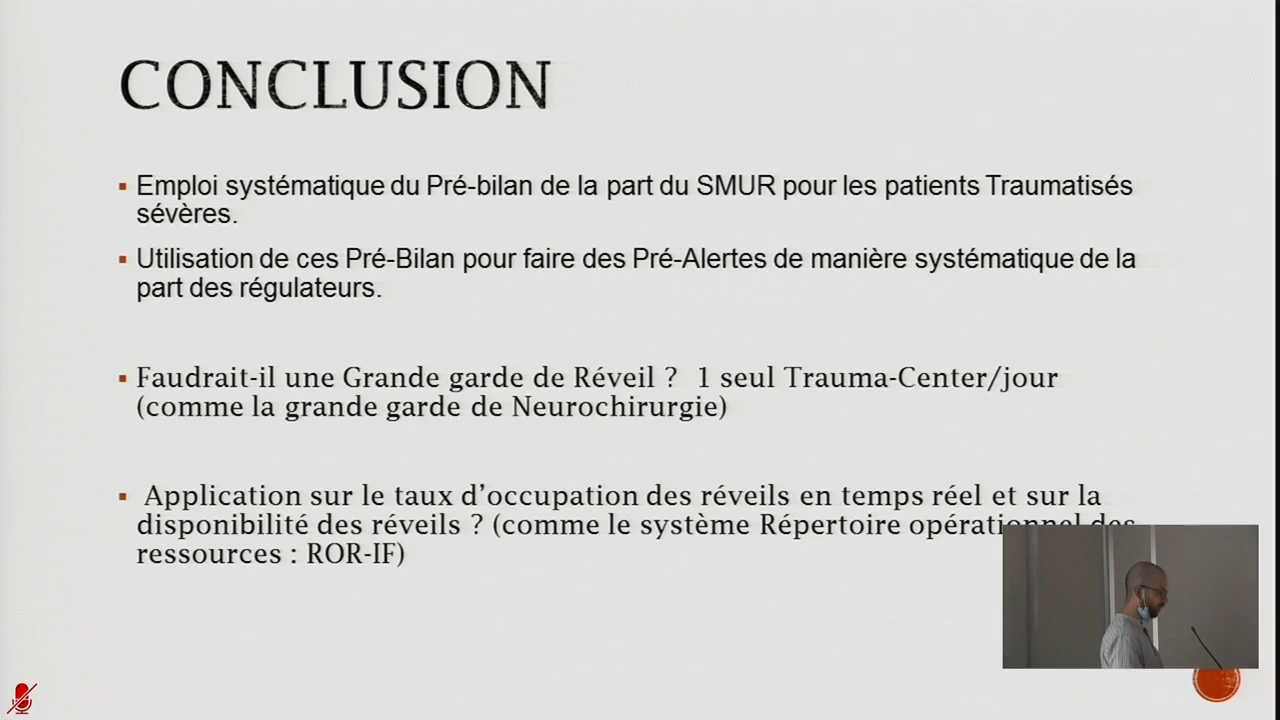 CONCLUSION
Emploi systématique du Pré-bilan de la part du SMUR pour les patients Traumatisés
sévères.
Utilisation de ces Pré-Bilan pour faire des Pré-Alertes de manière systématique de la
part des régulateurs.
Faudrait-il une Grande garde de Réveil ? 1 seul Trauma-Center/jour
(comme la grande garde de Neurochirurgie)
Application sur le taux d'occupation des réveils en temps réel et sur la
disponibilité des réveils ? (comme le système Répertoire opérationnel des
ressources : ROR-IF)